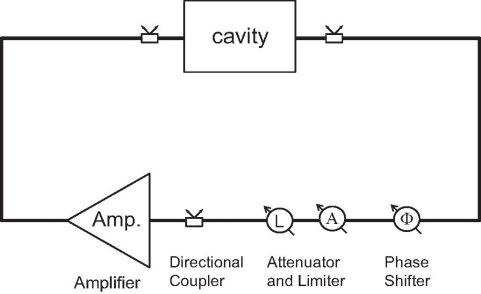 cavity
Amp.
L
A
Φ
Amplifier
Directional
Coupler
Attenuator
and Limiter
Phase
Shifter